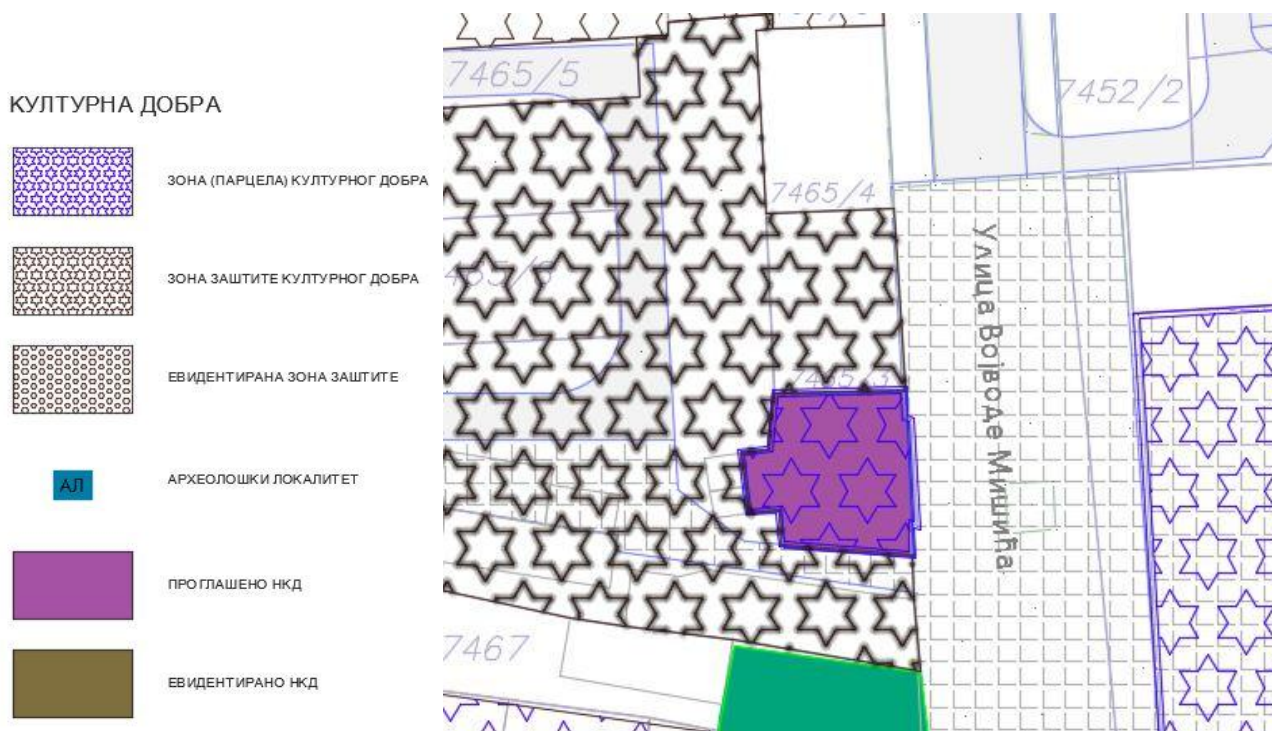 КУЛТУРНА ДОБРА
ЗОНА (ПАРЦЕЛА) КУЛТУРНОГ ДОБРА
ЗОНА ЗАШТИТЕ КУЛТУРНОГ ДОБРА
ЕВИДЕНТИРАНА ЗОНА ЗАШТИТЕ
АЛ
АРХЕОЛОШКИ ЛОКАЛИТЕТ
ПРОГЛАШЕНО НКД
ЕВИДЕНТИРАНО НКД
7465/5
7452/2
7465/4
Улица Војводе Мишића
7467